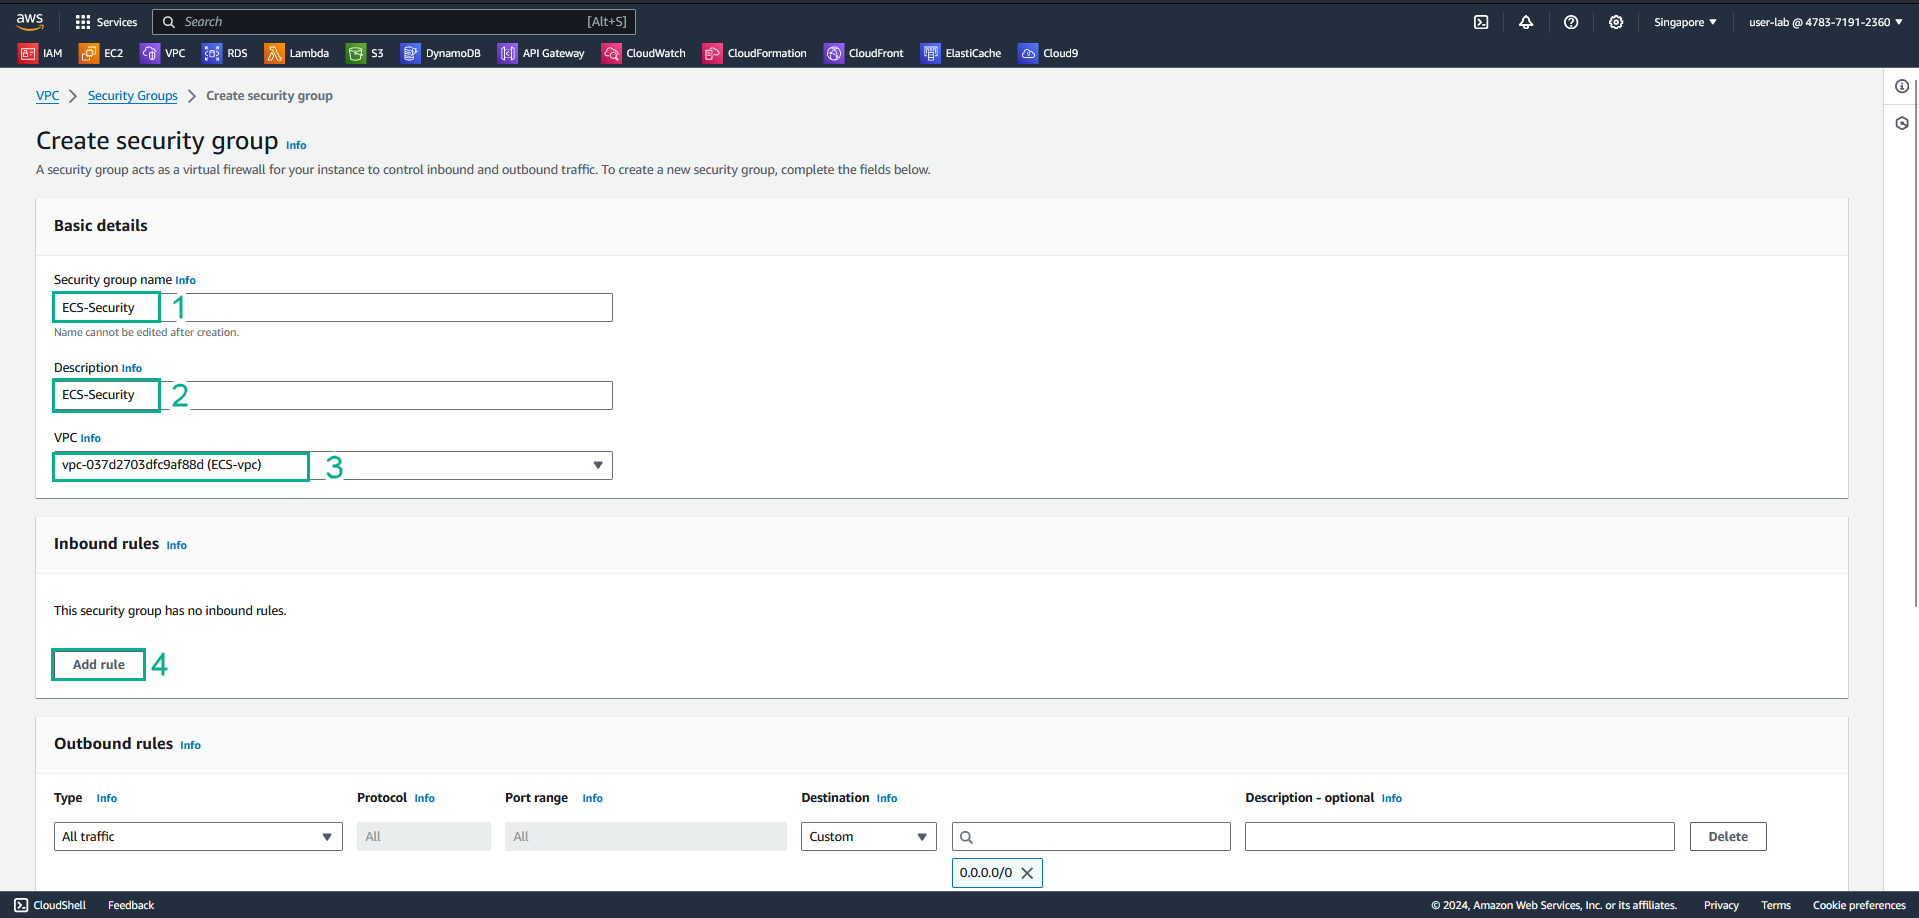 aws Services Search [Alt+S] Singapore user-lab @ 4783-7191-2360
IAM EC2 VPC RDS Lambda S3 DynamoDB API Gateway CloudWatch CloudFormation CloudFront ElastiCache Cloud9
VPC Security Groups Create security group
Create security group Info
A security group acts as a virtual firewall for your instance to control inbound and outbound traffic. To create a new security group, complete the fields below.
Basic details
Security group name Info
ECS-Security 1
Name cannot be edited after creation.
Description Info
ECS-Security 2
VPC Info
vpc-037d2703dfc9af88d (ECS-vpc) 3
Inbound rules Info
This security group has no inbound rules.
Add rule 4
Outbound rules Info
Type Info Protocol Info Port range Info Destination Info Description - optional Info
All traffic All All Custom Delete
0.0.0.0/0
CloudShell Feedback © 2024, Amazon Web Services, Inc. or its affiliates. Privacy Terms Cookie preferences